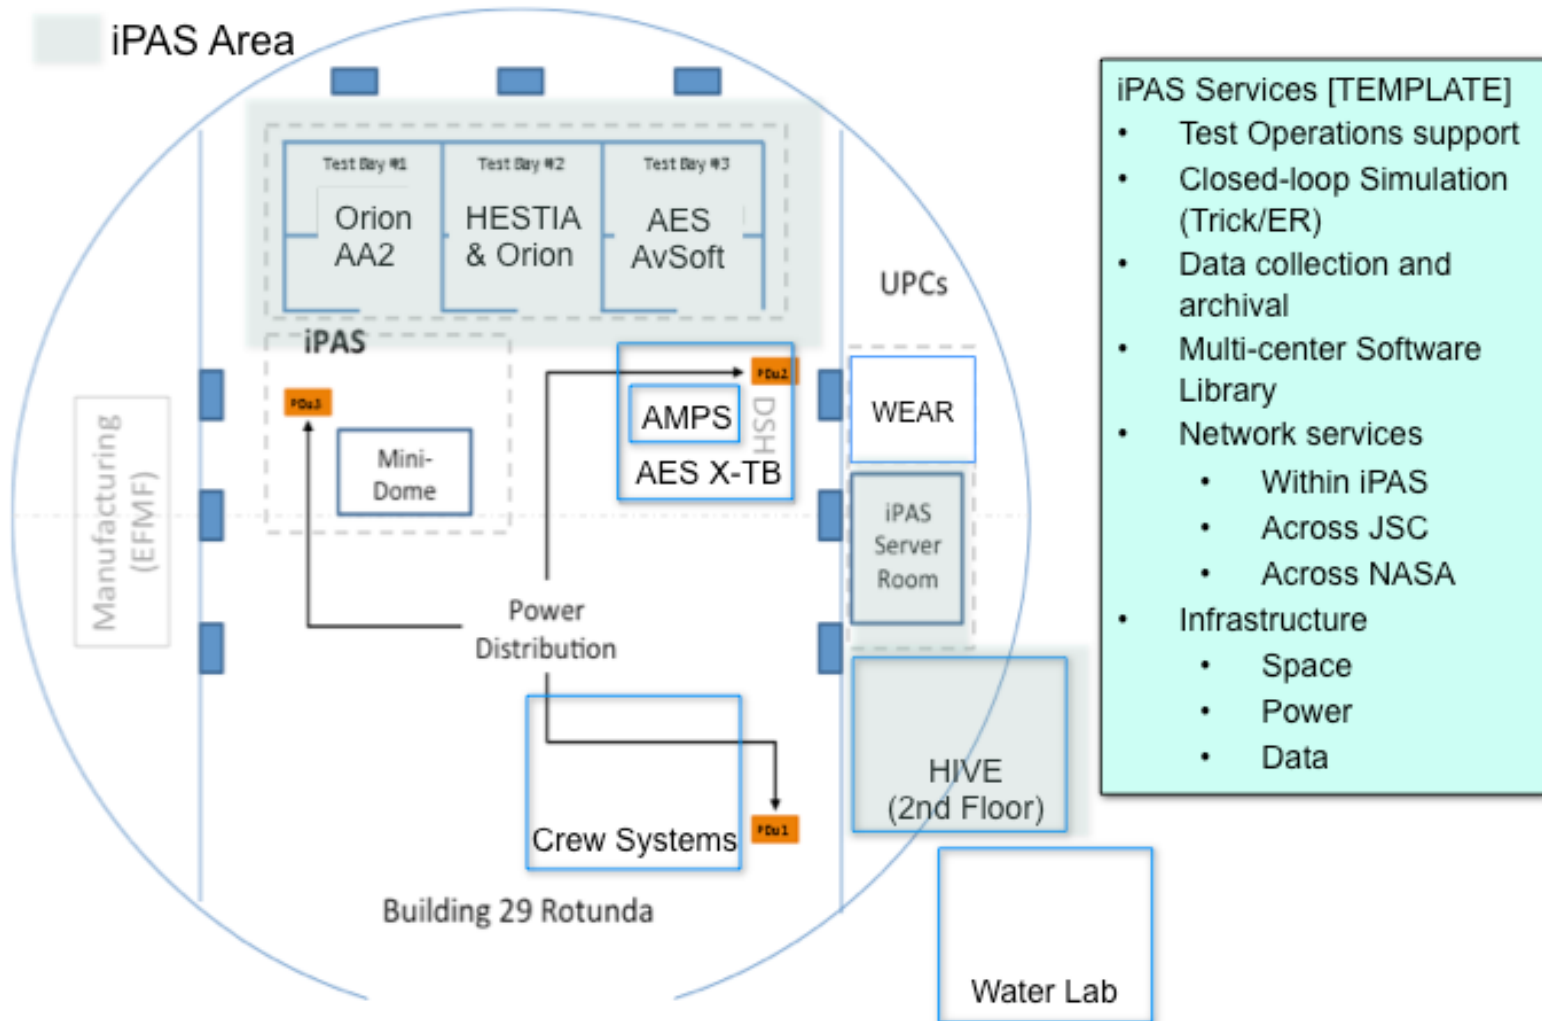 iPAS Area
Test Bay #1
Test Bay #2
Test Bay #3
Orion
AA2
HESTIA
& Orion
AES
AvSoft
iPAS
UPCs
PDu3
PDu2
AMPS
DSH
AES X-TB
WEAR
Mini-
Dome
iPAS
Server
Room
Manufacturing
(EFMF)
Power
Distribution
Crew Systems
PDu1
HIVE
(2nd Floor)
Building 29 Rotunda
Water Lab
iPAS Services [TEMPLATE]
• Test Operations support
• Closed-loop Simulation
(Trick/ER)
• Data collection and
archival
• Multi-center Software
Library
• Network services
• Within iPAS
• Across JSC
• Across NASA
• Infrastructure
• Space
• Power
• Data